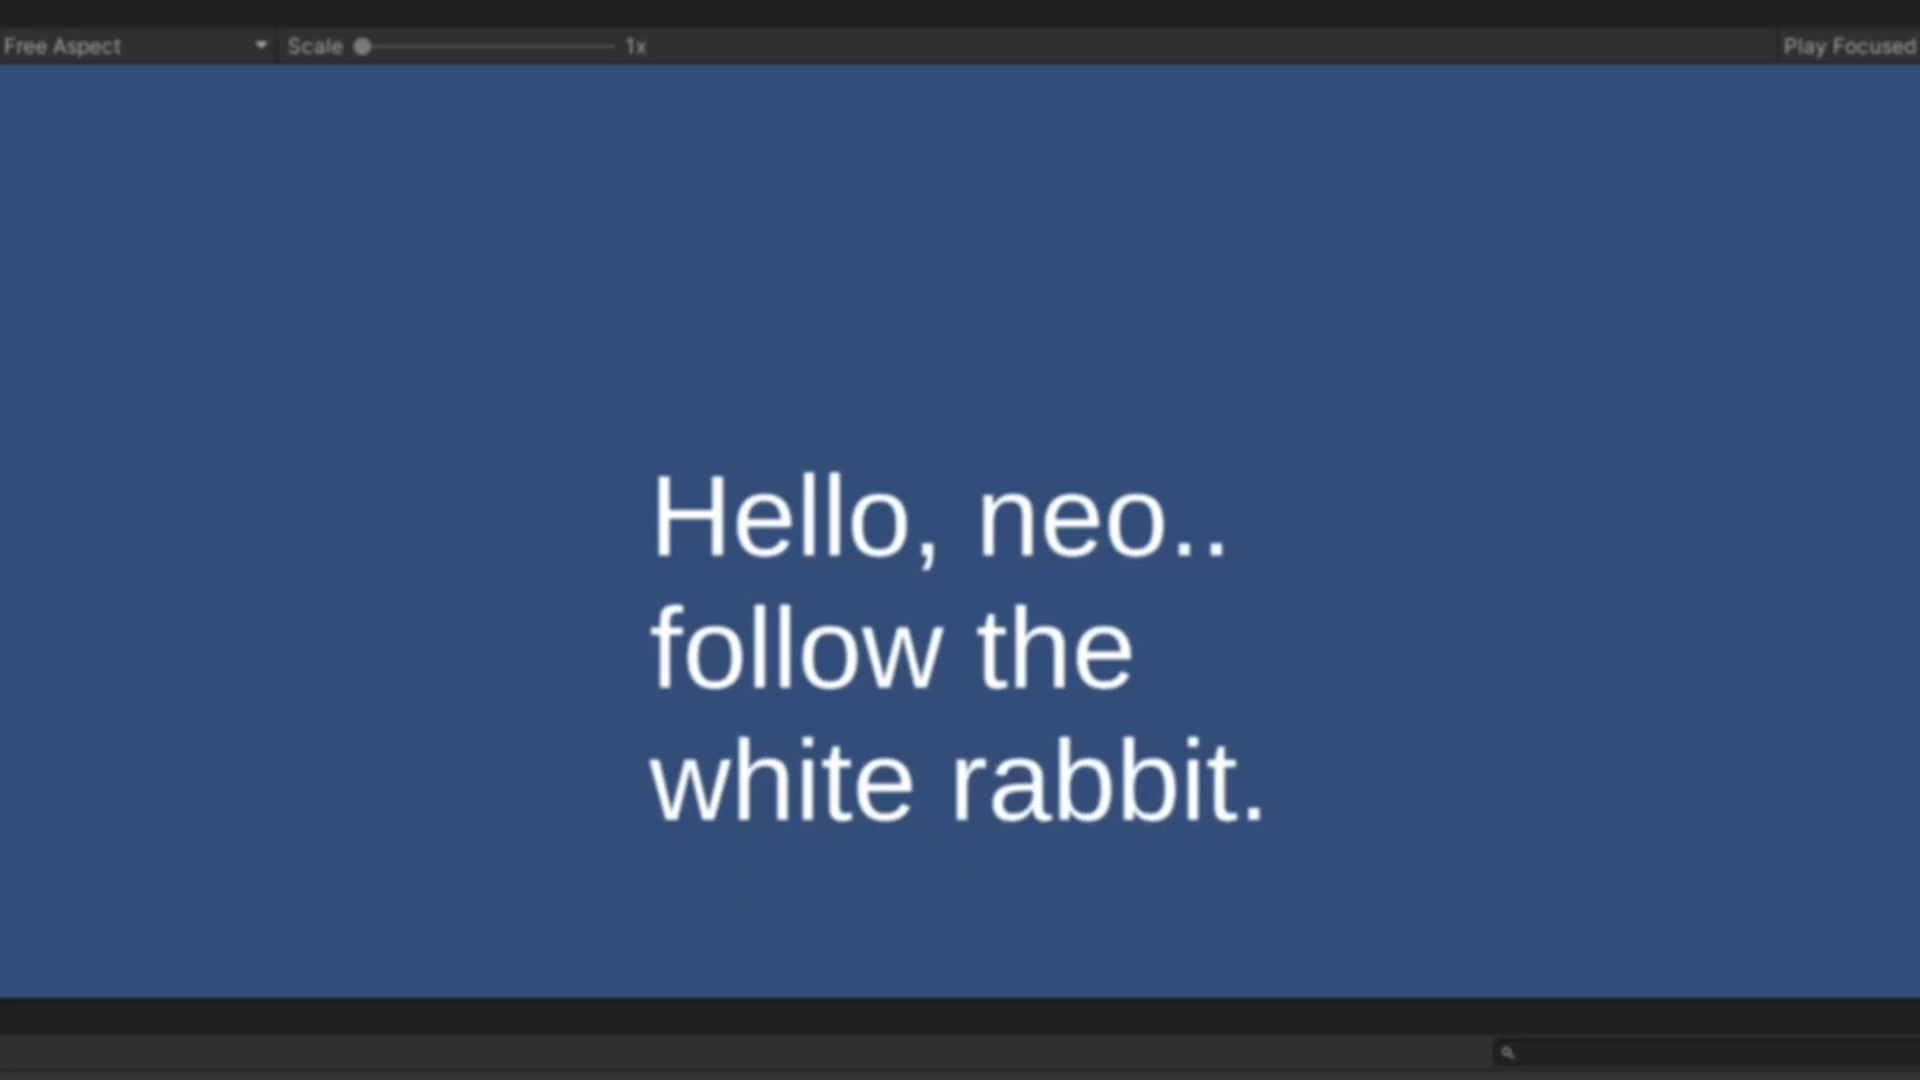 Free Aspect Scale 1x Play Focused
Hello, neo..
follow the
white rabbit.